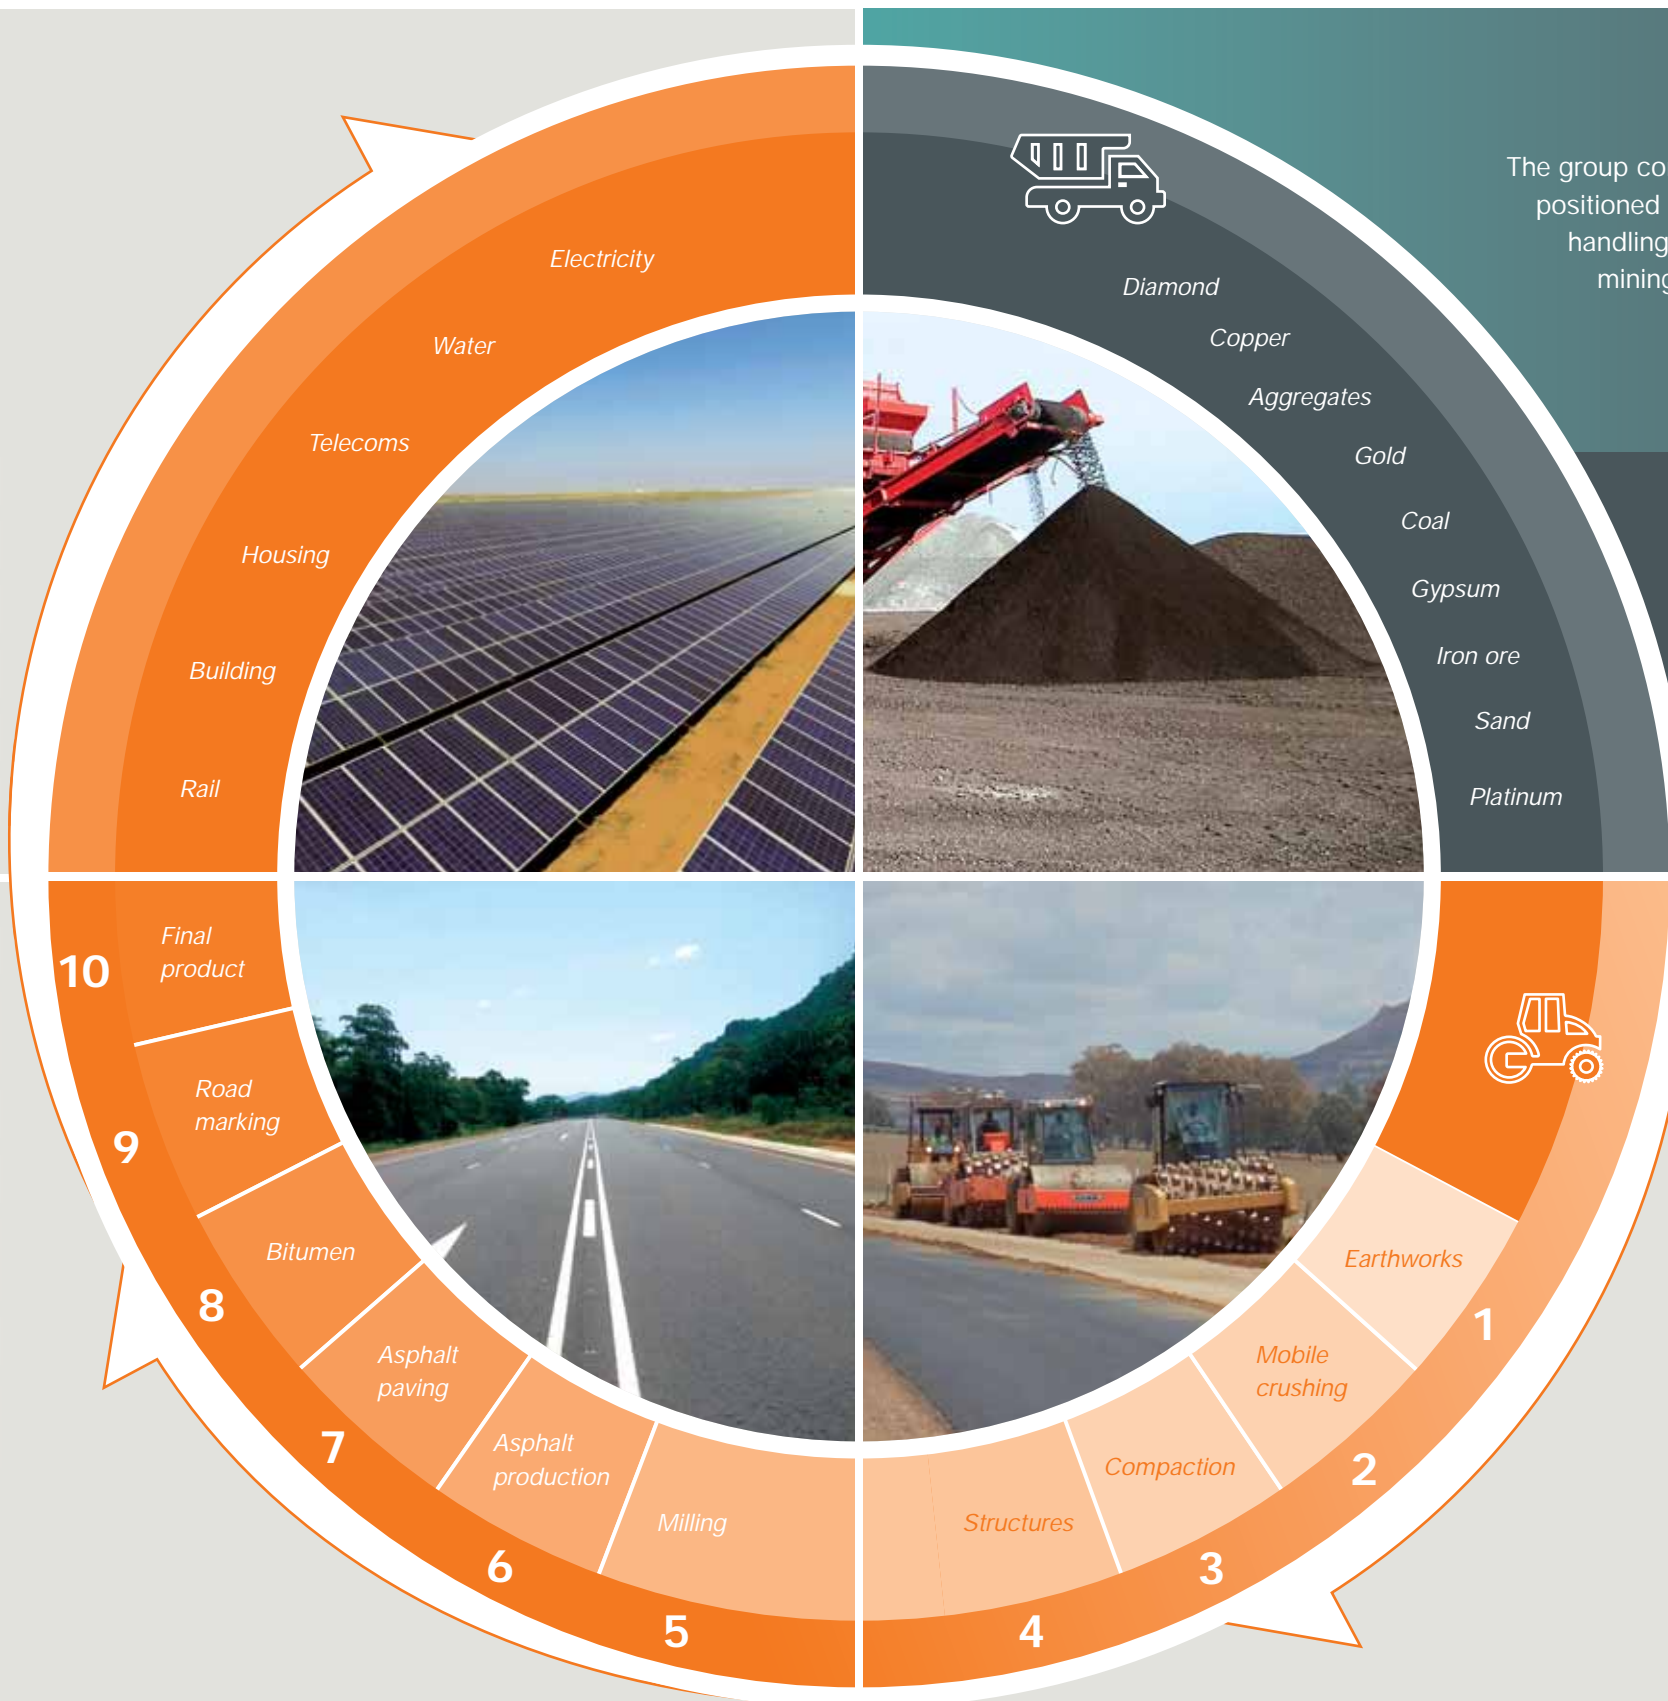 The group
positioned
handling
mining
Electricity
Water
Telecoms
Housing
Building
Rail
Diamond
Copper
Aggregates
Gold
Coal
Gypsum
Iron ore
Sand
Platinum
Earthworks
1
Mobile
crushing
2
Compaction
3
Structures
4
Milling
5
Asphalt
production
6
Asphalt
paving
7
Bitumen
8
Road
marking
9
Final
product
10